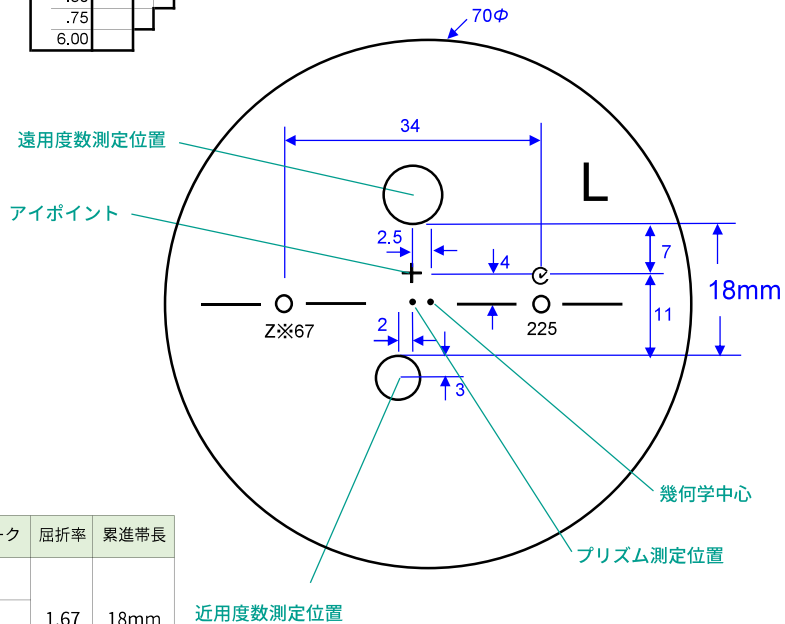 .75
6.00
70Φ
34
遠用度数測定位置
L
アイポイント
2.5
4
7
18mm
11
Z※67
225
2
3
幾何学中心
プリズム測定位置
近用度数測定位置
ーク 屈折率 累進帯長
1.67 18mm